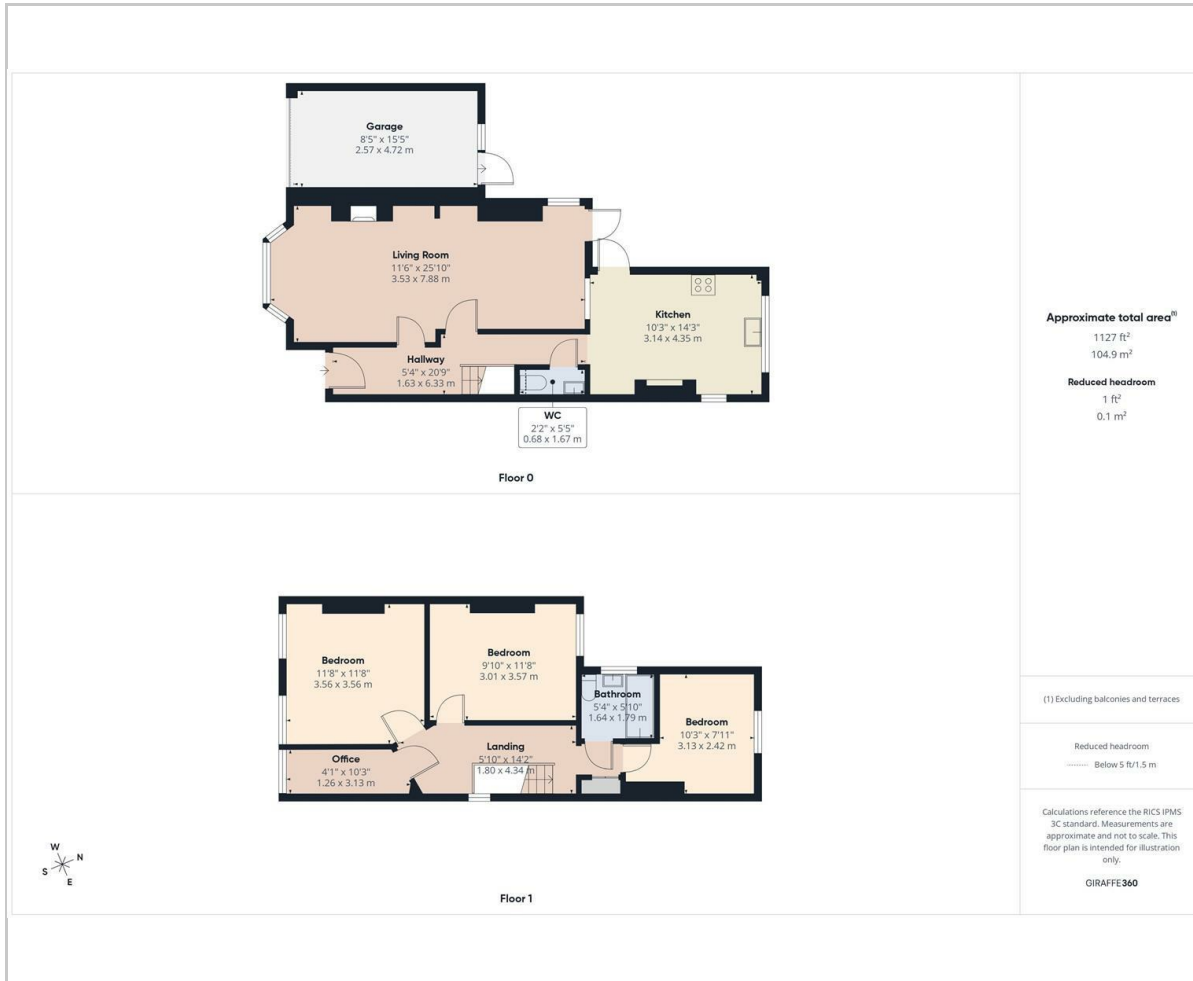 Garage
8'5" x 15'5"
2.57 x 4.72 m
Living Room
11'6" x 25'10"
3.53 x 7.88 m
Kitchen
10'3" x 14'3"
3.14 x 4.35 m
Hallway
5'4" x 20'9"
1.63 x 6.33 m
WC
2'2" x 5'5"
0.68 x 1.67 m
Floor 0
Bedroom
11'8" x 11'8"
3.56 x 3.56 m
Bedroom
9'10" x 11'8"
3.01 x 3.57 m
Bathroom
5'4" x 5'10"
1.64 x 1.79 m
Bedroom
10'3" x 7'11"
3.13 x 2.42 m
Landing
5'10" x 14'2"
1.80 x 4.34 m
Office
4'1" x 10'3"
1.26 x 3.13 m
W
N
S
E
Floor 1
Approximate total area(1)
1127 ft²
104.9 m²
Reduced headroom
1 ft²
0.1 m²
(1) Excluding balconies and terraces
Reduced headroom
Below 5 ft/1.5 m
Calculations reference the RICS IPMS
3C standard. Measurements are
approximate and not to scale. This
floor plan is intended for illustration
only.
GIRAFFE360